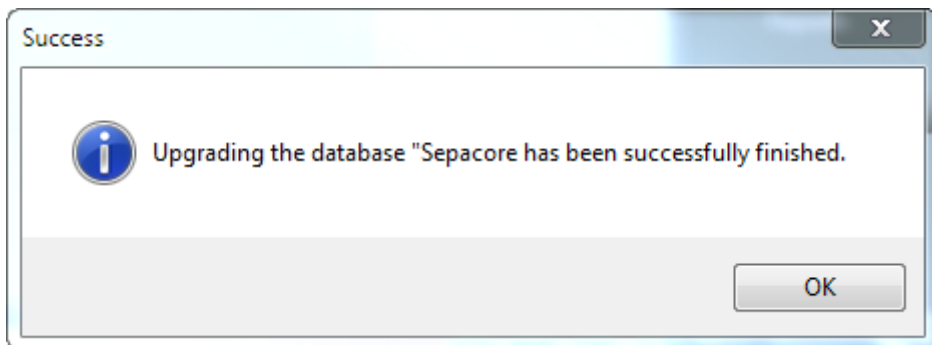 Success
Upgrading the database "Sepacore has been successfully finished.
OK